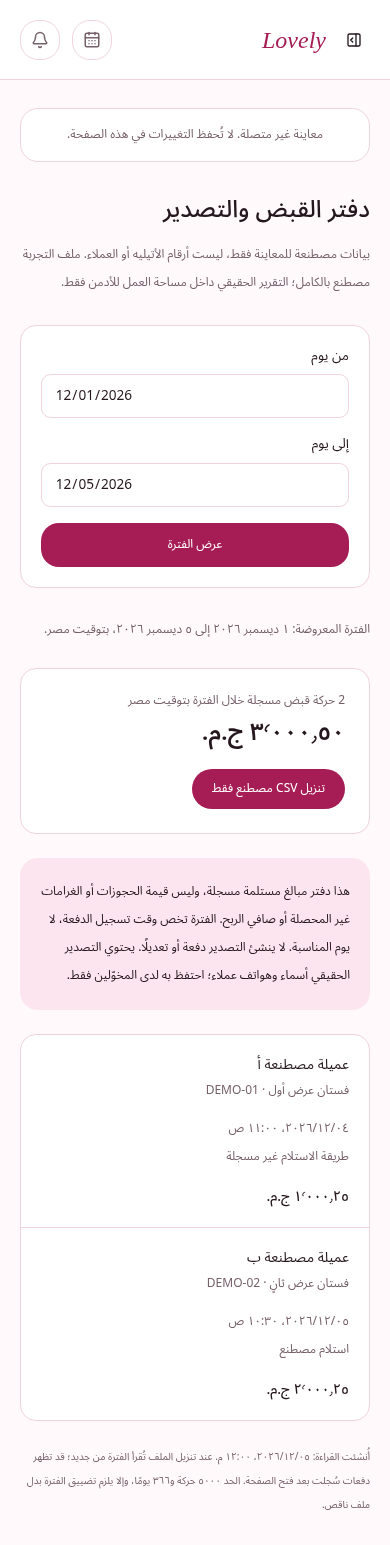 Lovely
معاينة غير متصلة. لا تُحفظ التغييرات في هذه الصفحة.
دفتر القبض والتصدير
بيانات مصطنعة للمعاينة فقط، ليست أرقام الأتيليه أو العملاء. ملف التجربة
مصطنع بالكامل؛ التقرير الحقيقي داخل مساحة العمل للأدمن فقط.
من يوم
12/01/2026
إلى يوم
12/05/2026
عرض الفترة
الفترة المعروضة: ١ ديسمبر ٢٠٢٦ إلى ٥ ديسمبر ٢٠٢٦، بتوقيت مصر.
2 حركة قبض مسجلة خلال الفترة بتوقيت مصر
٣٬٠٠٠٫٥٠ ج.م.
تنزيل CSV مصطنع فقط
هذا دفتر مبالغ مستلمة مسجلة، وليس قيمة الحجوزات أو الغرامات
غير المحصلة أو صافي الربح. الفترة تخص وقت تسجيل الدفعة، لا
يوم المناسبة. لا ينشئ التصدير دفعة أو تعديلًا. يحتوي التصدير
الحقيقي أسماء وهواتف عملاء؛ احتفظ به لدى المخوّلين فقط.
عميلة مصطنعة أ
فستان عرض أول · DEMO-01
٢٠٢٦/١٢/٠٤، ١١:٠٠ ص
طريقة الاستلام غير مسجلة
١٬٠٠٠٫٢٥ ج.م.
عميلة مصطنعة ب
فستان عرض ثانٍ · DEMO-02
٢٠٢٦/١٢/٠٥، ١٠:٣٠ ص
استلام مصطنع
٢٬٠٠٠٫٢٥ ج.م.
أُنشئت القراءة: ٢٠٢٦/١٢/٠٥، ١٢:٠٠ م. عند تنزيل الملف تُقرأ الفترة من جديد؛ قد تظهر
دفعات سُجلت بعد فتح الصفحة. الحد ٥٠٠٠ حركة و٣٦٦ يومًا، وإلا يلزم تضييق الفترة بدل
ملف ناقص.